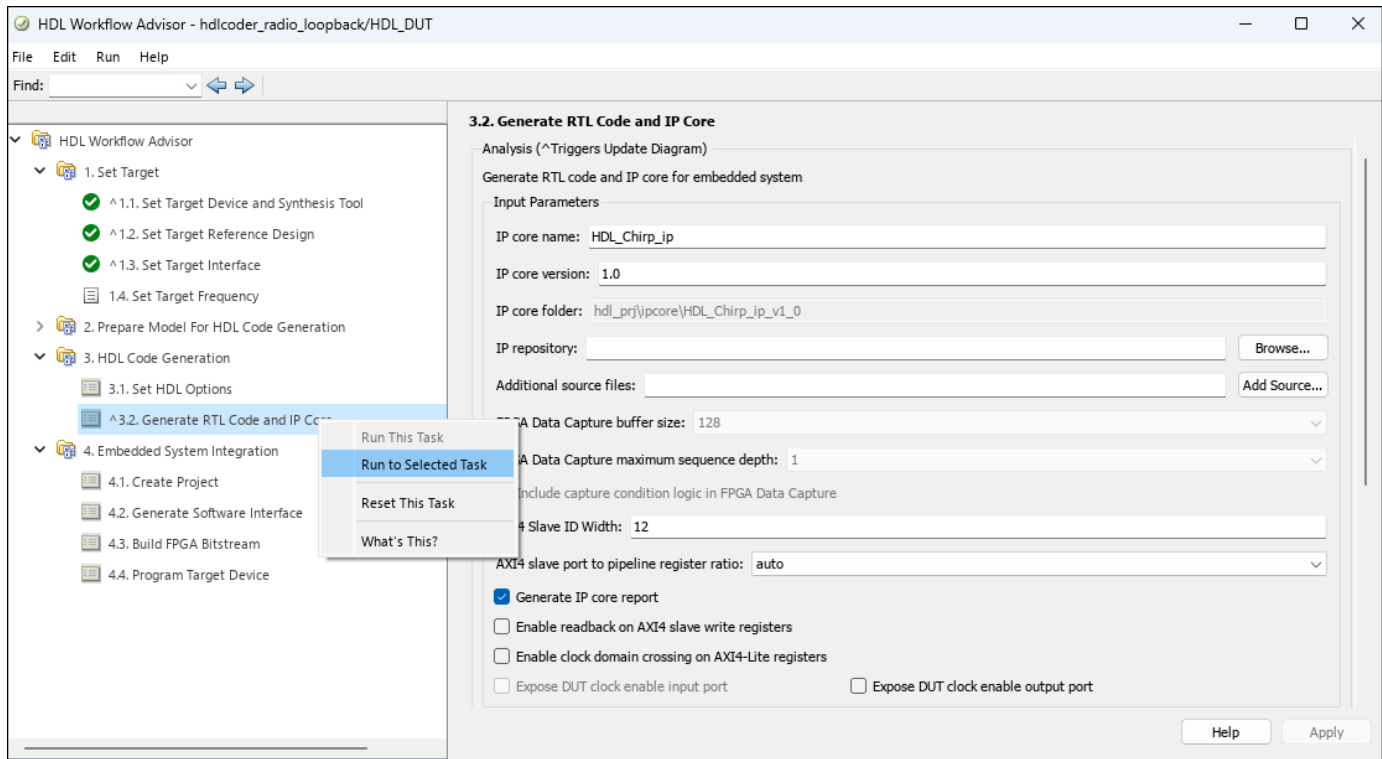 HDL Workflow Advisor - hdlcoder_radio_loopback/HDL_DUT
File Edit Run Help
Find:
HDL Workflow Advisor
1. Set Target
^1.1. Set Target Device and Synthesis Tool
^1.2. Set Target Reference Design
^1.3. Set Target Interface
1.4. Set Target Frequency
2. Prepare Model For HDL Code Generation
3. HDL Code Generation
3.1. Set HDL Options
^3.2. Generate RTL Code and IP Core
4. Embedded System Integration
4.1. Create Project
4.2. Generate Software Interface
4.3. Build FPGA Bitstream
4.4. Program Target Device
Run This Task
Run to Selected Task
Reset This Task
What's This?
3.2. Generate RTL Code and IP Core
Analysis (^Triggers Update Diagram)
Generate RTL code and IP core for embedded system
Input Parameters
IP core name: HDL_Chirp_ip
IP core version: 1.0
IP core folder: hdl_prj\ipcore\HDL_Chirp_ip_v1_0
IP repository: Browse...
Additional source files: Add Source...
Data Capture buffer size: 128
Data Capture maximum sequence depth: 1
Include capture condition logic in FPGA Data Capture
4 Slave ID Width: 12
AXI4 slave port to pipeline register ratio: auto
Generate IP core report
Enable readback on AXI4 slave write registers
Enable clock domain crossing on AXI4-Lite registers
Expose DUT clock enable input port Expose DUT clock enable output port
Help Apply